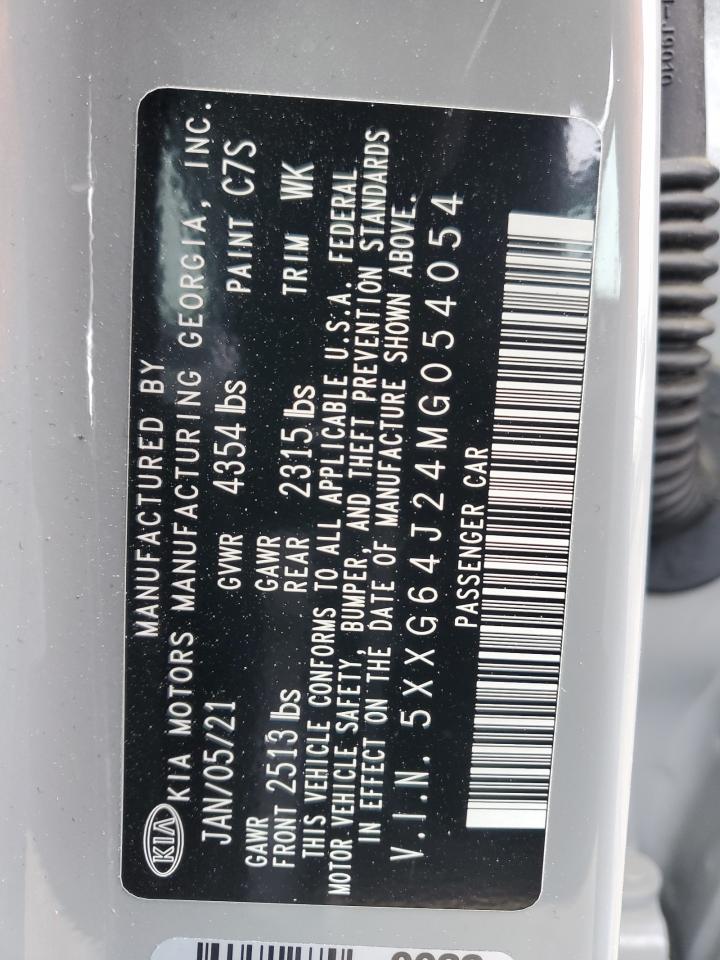 KIA
MANUFACTURED BY
KIA MOTORS MANUFACTURING GEORGIA, INC.
JAN/05/21 GVWR 4354 lbs PAINT C7S
GAWR GAWR
FRONT 2513 lbs REAR 2315 lbs TRIM WK
THIS VEHICLE CONFORMS TO ALL APPLICABLE U.S.A. FEDERAL
MOTOR VEHICLE SAFETY, BUMPER, AND THEFT PREVENTION STANDARDS
IN EFFECT ON THE DATE OF MANUFACTURE SHOWN ABOVE.
V.I.N. 5XXG64J24MG054054
PASSENGER CAR